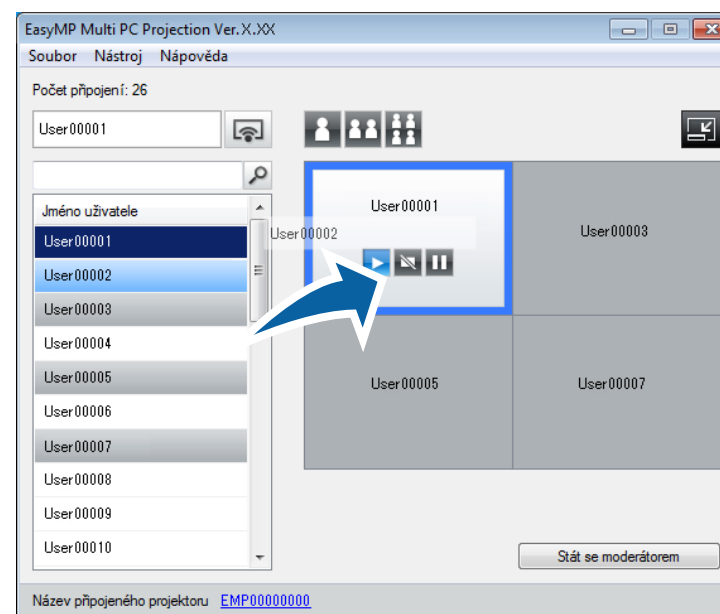 EasyMP Multi PC Projection Ver.X.XX
Soubor Nástroj Nápověda
Počet připojení: 26
User00001
Jméno uživatele
User00001
User00002
User00003
User00004
User00005
User00006
User00007
User00008
User00009
User00010
User00001
User00002
User00003
User00005
User00007
Stát se moderátorem
Název připojeného projektoru EMP00000000